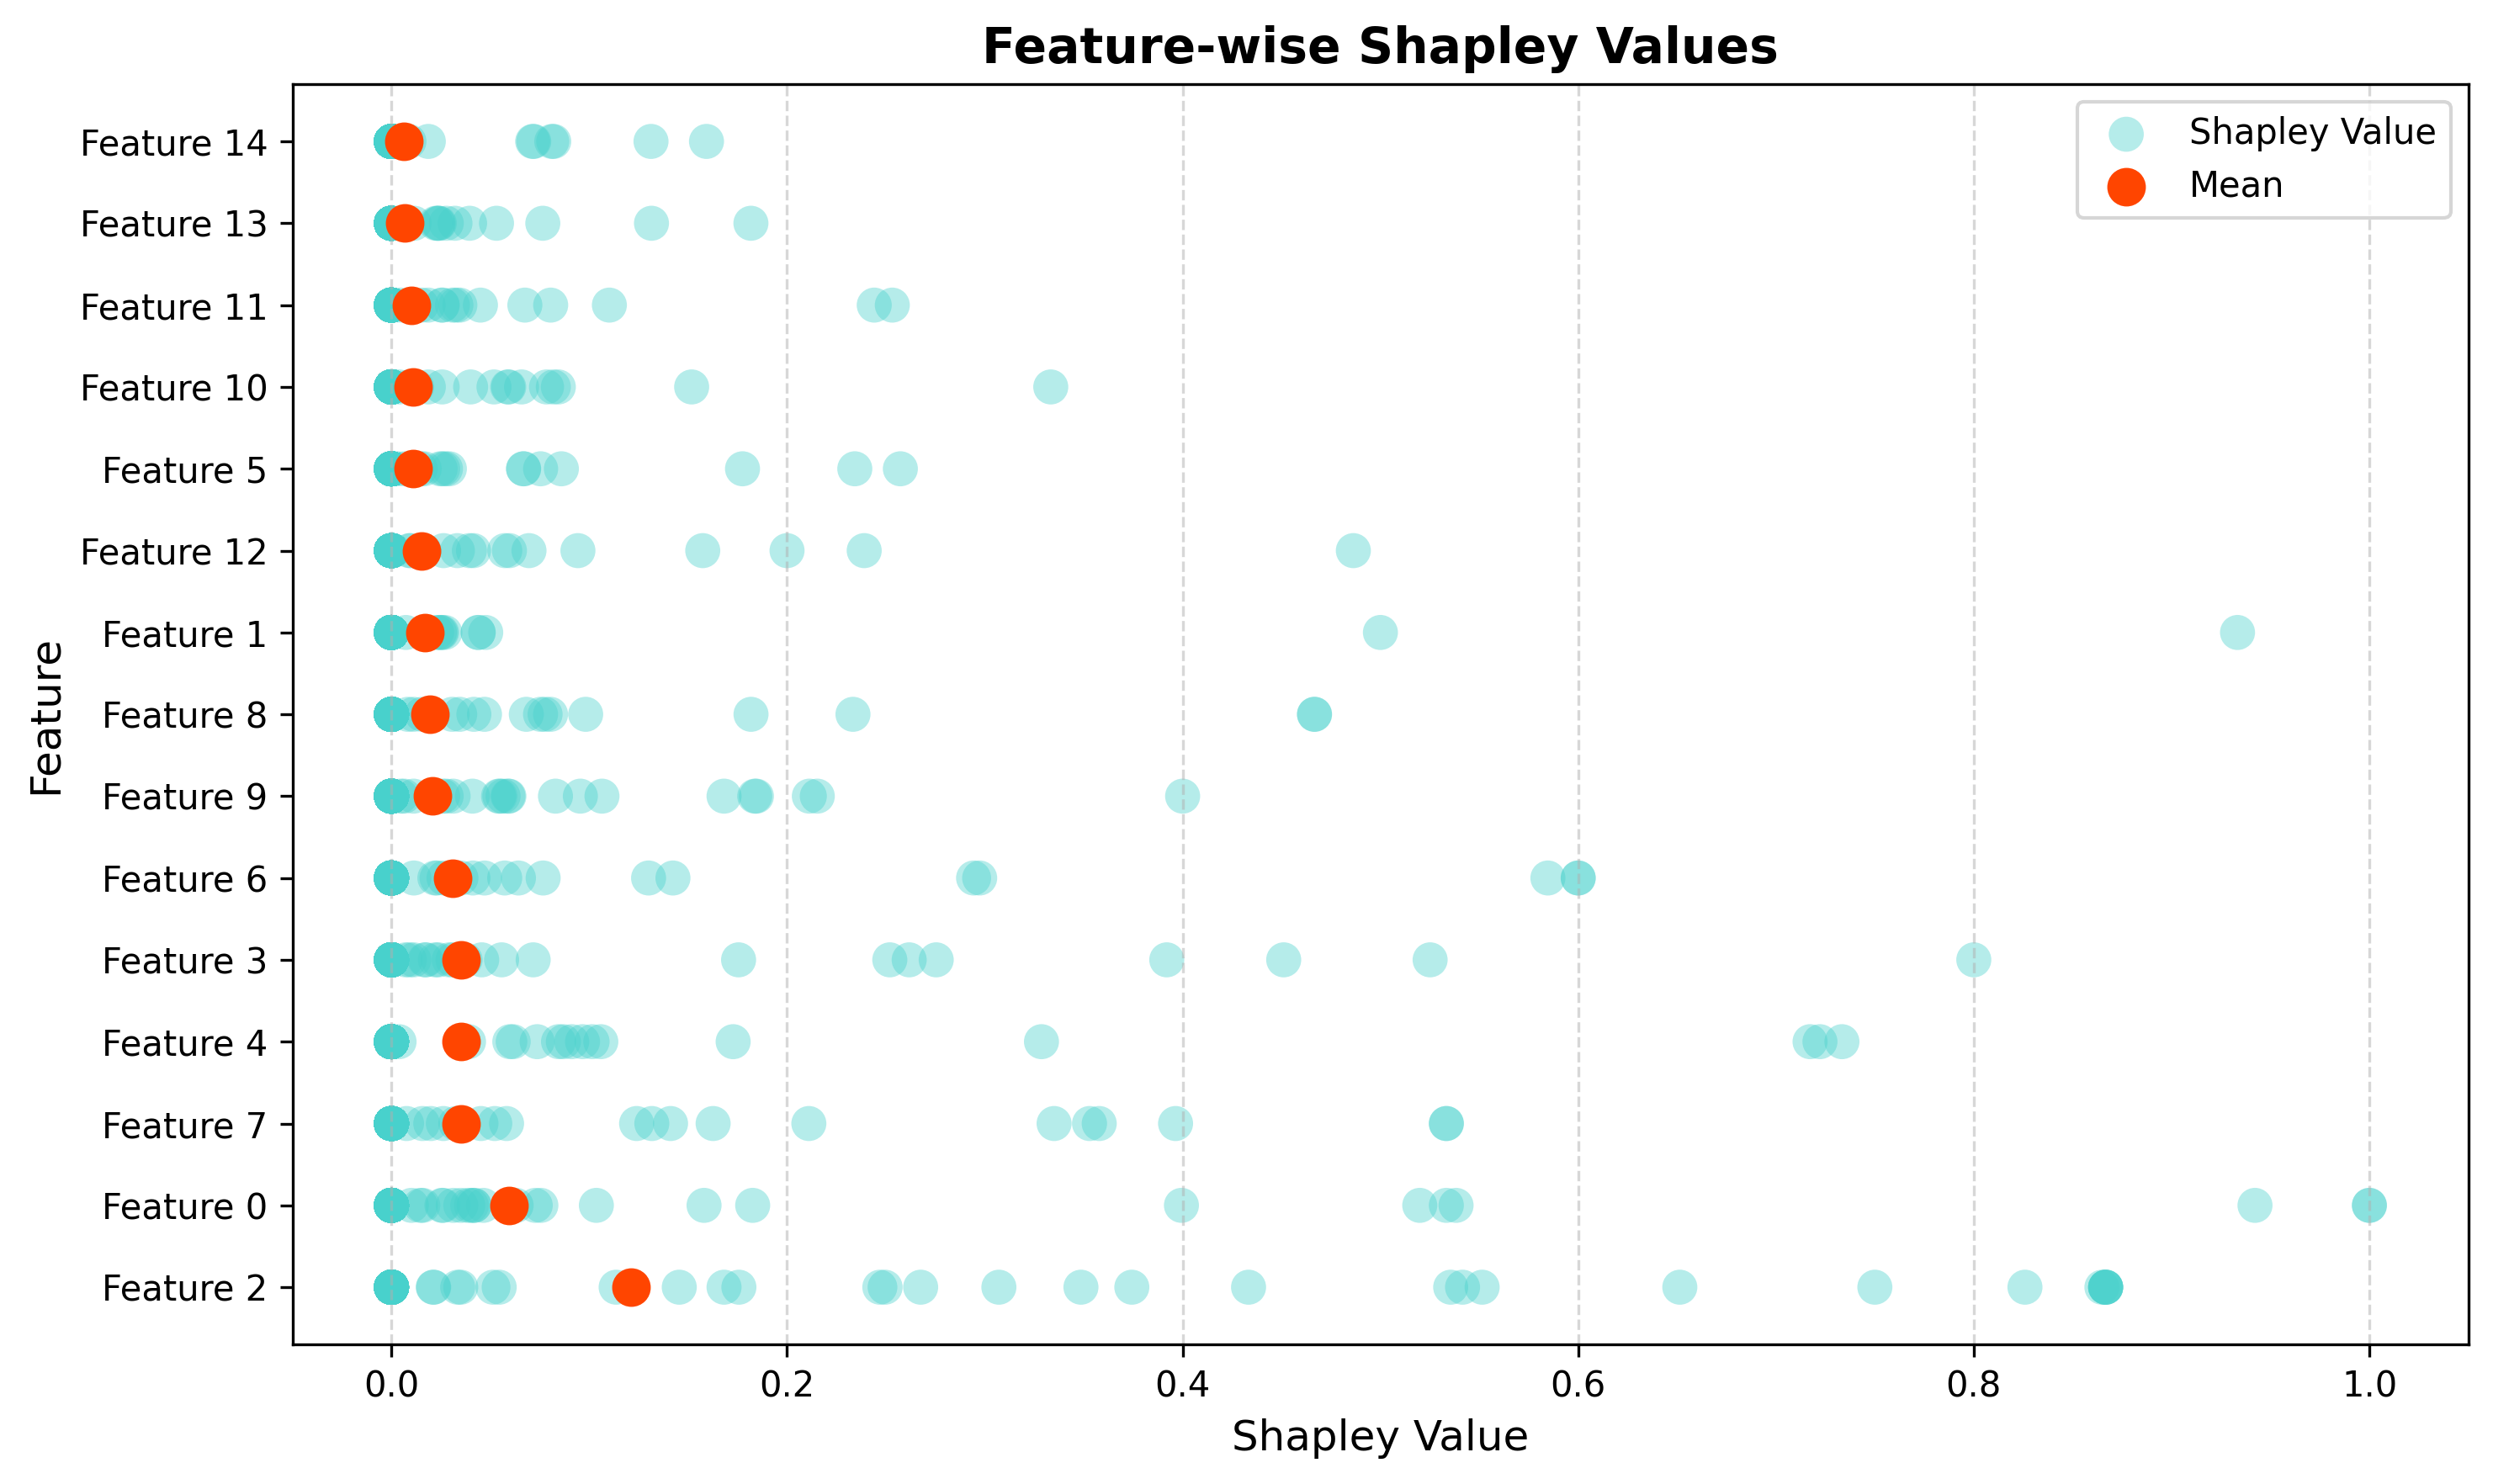 Feature-wise Shapley Values
Shapley Value
Mean
Feature
Feature 14
Feature 13
Feature 11
Feature 10
Feature 5
Feature 12
Feature 1
Feature 8
Feature 9
Feature 6
Feature 3
Feature 4
Feature 7
Feature 0
Feature 2
0.0 0.2 0.4 0.6 0.8 1.0
Shapley Value